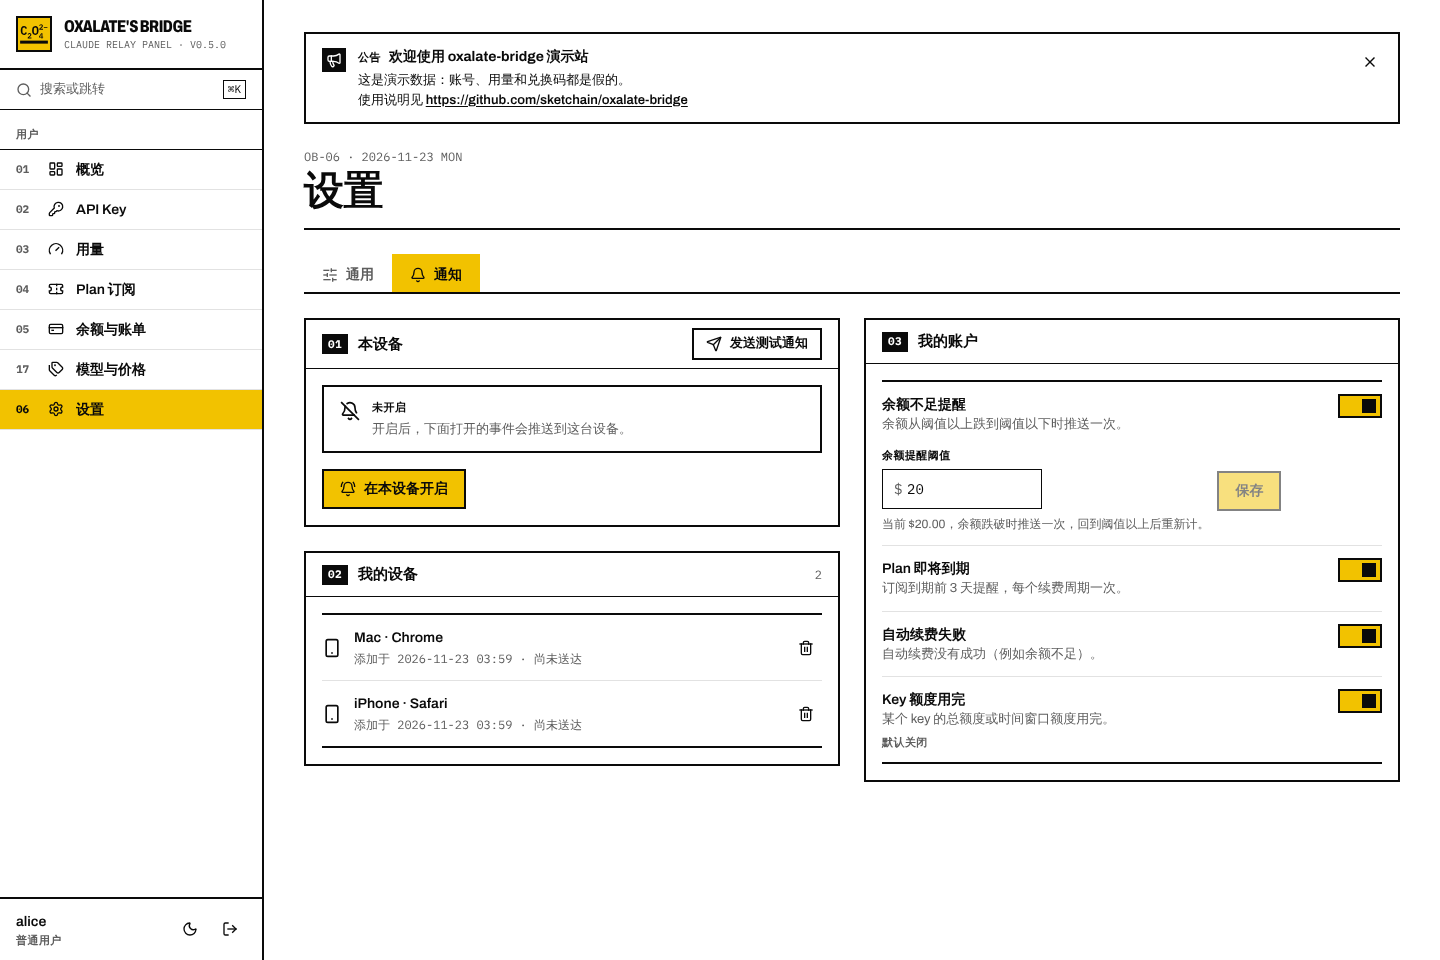 C₂O₄²⁻
OXALATE'S BRIDGE
CLAUDE RELAY PANEL · V0.5.0
搜索或跳转 ⌘K
用户
01 概览
02 API Key
03 用量
04 Plan 订阅
05 余额与账单
17 模型与价格
06 设置
alice
普通用户
公告 欢迎使用 oxalate-bridge 演示站
这是演示数据：账号、用量和兑换码都是假的。
使用说明见 https://github.com/sketchain/oxalate-bridge
OB-06 · 2026-11-23 MON
设置
通用 通知
01 本设备 发送测试通知
未开启
开启后，下面打开的事件会推送到这台设备。
在本设备开启
02 我的设备 2
Mac · Chrome
添加于 2026-11-23 03:59 · 尚未送达
iPhone · Safari
添加于 2026-11-23 03:59 · 尚未送达
03 我的账户
余额不足提醒
余额从阈值以上跌到阈值以下时推送一次。
余额提醒阈值
$ 20 保存
当前 $20.00，余额跌破时推送一次，回到阈值以上后重新计。
Plan 即将到期
订阅到期前 3 天提醒，每个续费周期一次。
自动续费失败
自动续费没有成功（例如余额不足）。
Key 额度用完
某个 key 的总额度或时间窗口额度用完。
默认关闭